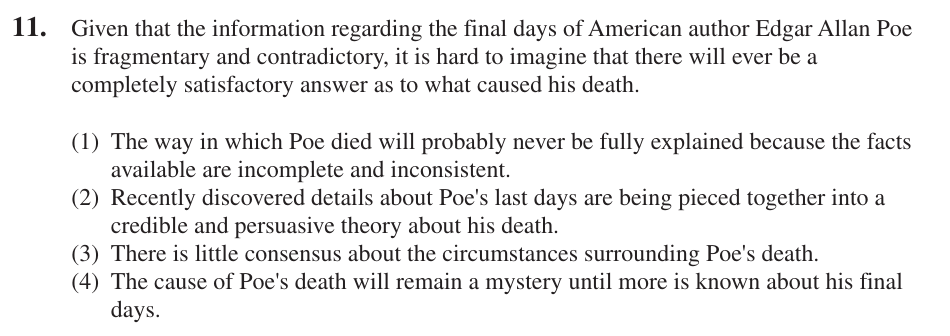 11. Given that the information regarding the final days of American author Edgar Allan Poe
is fragmentary and contradictory, it is hard to imagine that there will ever be a
completely satisfactory answer as to what caused his death.
(1) The way in which Poe died will probably never be fully explained because the facts
available are incomplete and inconsistent.
(2) Recently discovered details about Poe's last days are being pieced together into a
credible and persuasive theory about his death.
(3) There is little consensus about the circumstances surrounding Poe's death.
(4) The cause of Poe's death will remain a mystery until more is known about his final
days.